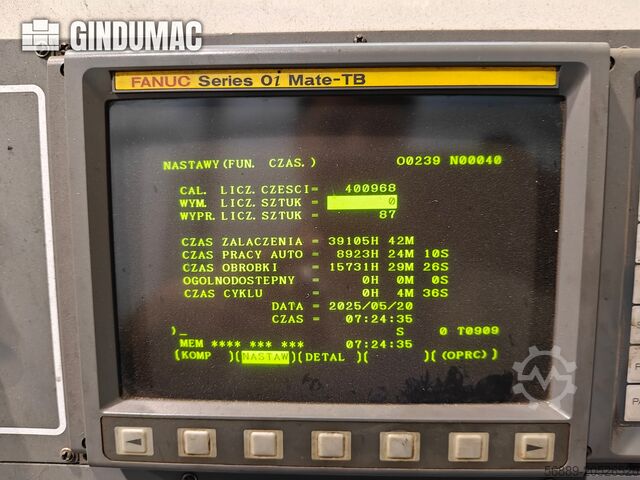 GINDUMAC
FANUC Series 0i Mate-TB
NASTAWY(FUN. CZAS.) O0239 N00040
CAL. LICZ.CZESCI= 400968
WYM. LICZ.SZTUK = 0
WYPR.LICZ.SZTUK = 87
CZAS ZALACZENIA = 39105H 42M
CZAS PRACY AUTO = 8923H 24M 10S
CZAS OBROBKI = 15731H 29M 26S
OGOLNODOSTEPNY = 0H 0M 0S
CZAS CYKLU = 0H 4M 36S
DATA = 2025/05/20
CZAS = 07:24:35
)_ S 0 T0909
MEM **** *** *** 07:24:35
(KOMP )(NASTAW)(DETAL )( )((OPRC) )